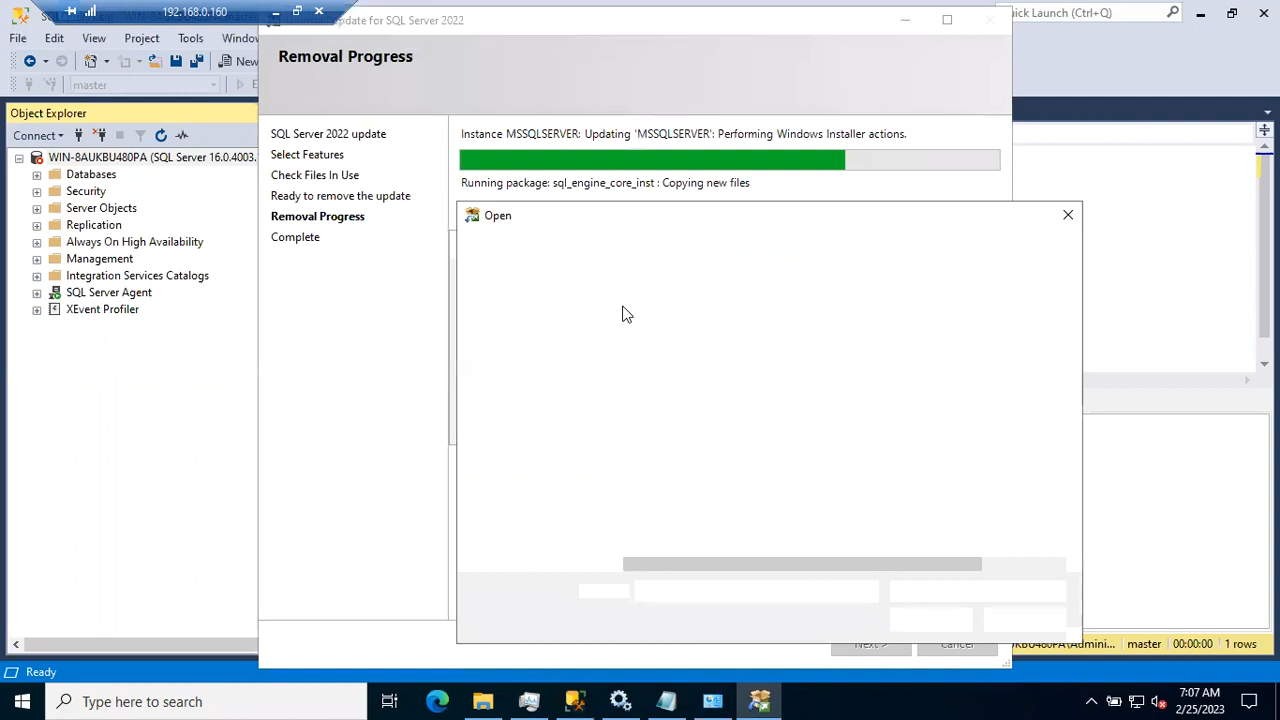 192.168.0.160
pdate for SQL Server 2022
uick Launch (Ctrl+Q)
File Edit View Project Tools Window
New
master
Removal Progress
Object Explorer
Connect
WIN-8AUKBU480PA (SQL Server 16.0.4003.
Databases
Security
Server Objects
Replication
Always On High Availability
Management
Integration Services Catalogs
SQL Server Agent
XEvent Profiler
SQL Server 2022 update
Select Features
Check Files In Use
Ready to remove the update
Removal Progress
Complete
Instance MSSQLSERVER: Updating 'MSSQLSERVER': Performing Windows Installer actions.
Running package: sql_engine_core_inst : Copying new files
Open
Next > Cancel
KBU480PA\Admini... master 00:00:00 1 rows
Ready
Type here to search
7:07 AM
2/25/2023